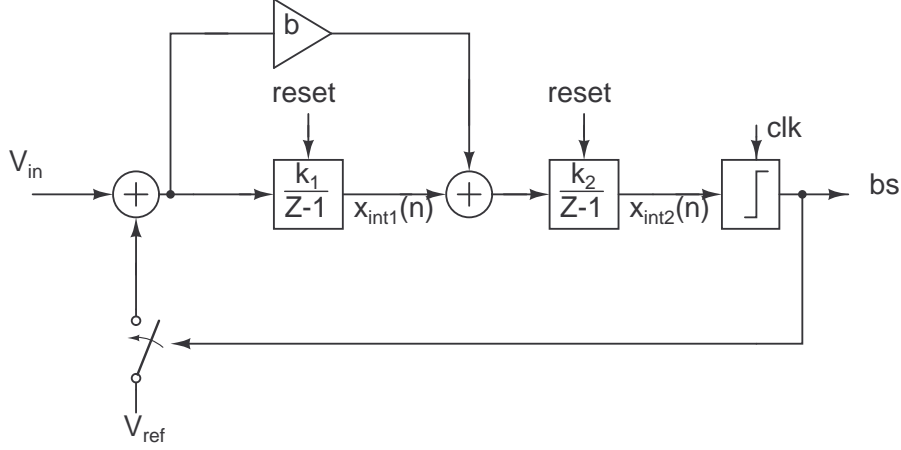 b
reset
reset
clk
V_in
k_1
Z-1
x_int1(n)
k_2
Z-1
x_int2(n)
bs
V_ref